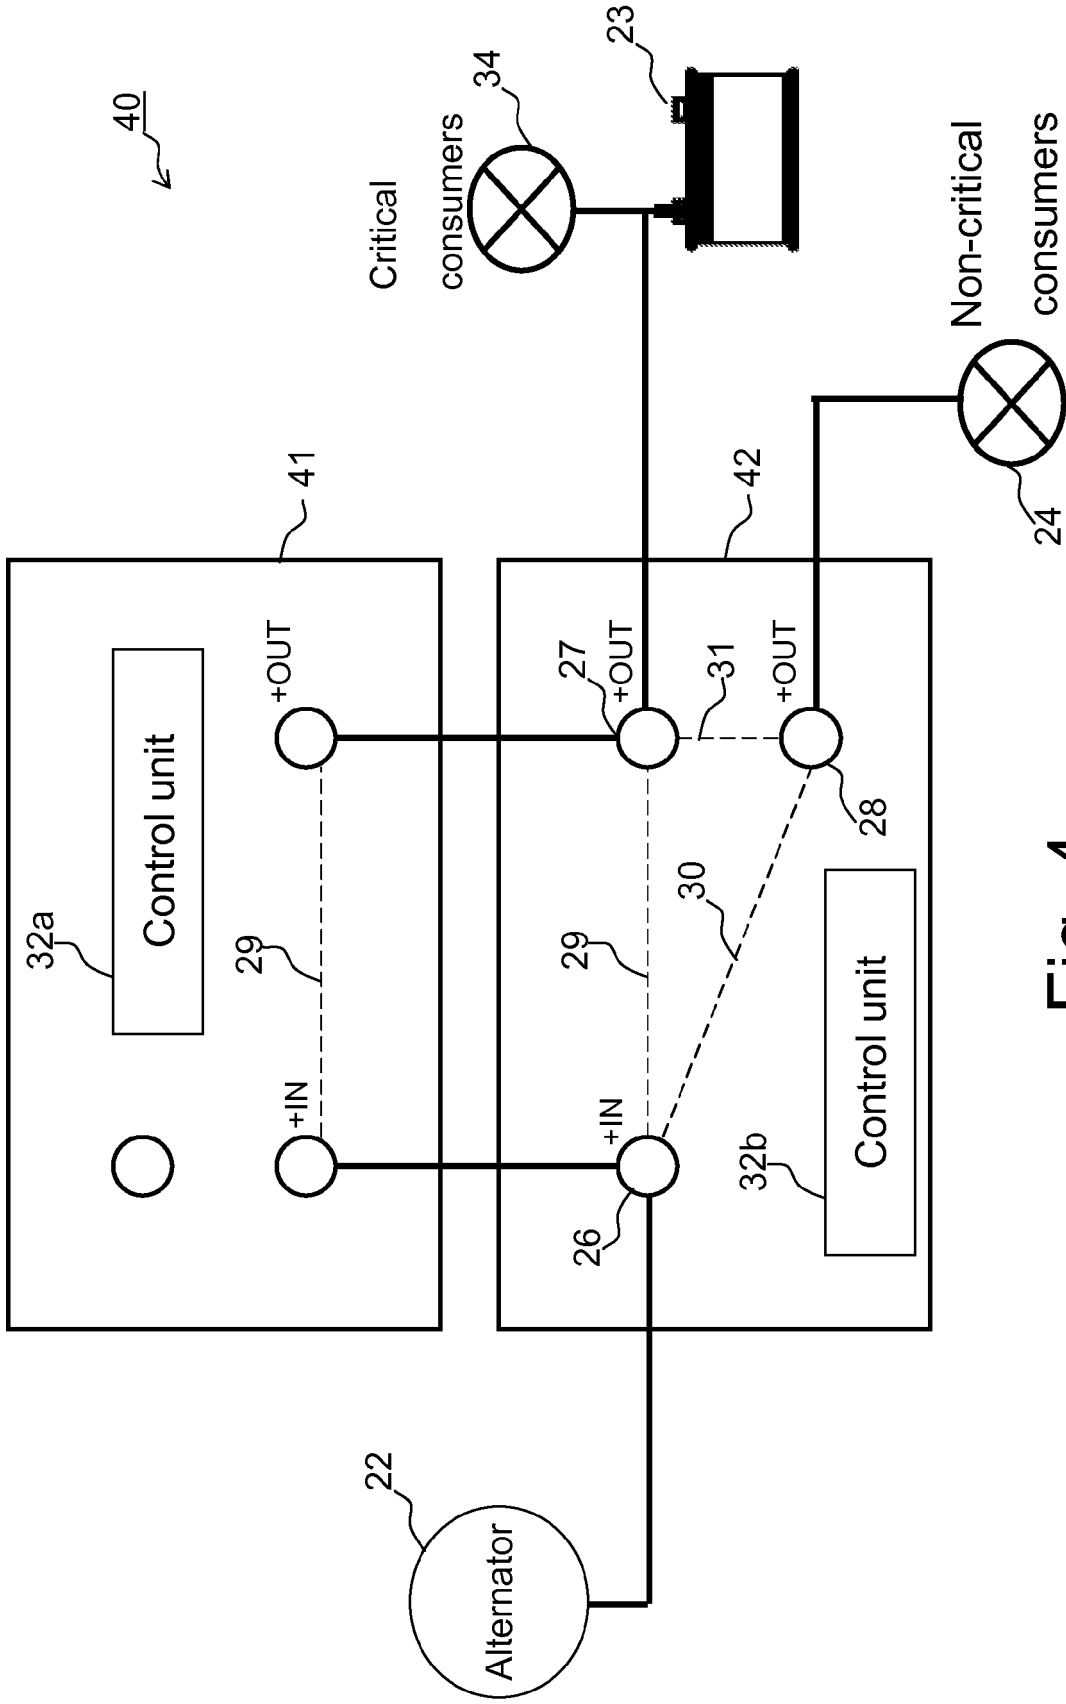 40
41
32a
Control unit
29
+IN
+OUT
Critical
consumers
34
23
22
Alternator
42
26
+IN
29
27
+OUT
31
30
+OUT
28
32b
Control unit
Non-critical
consumers
24